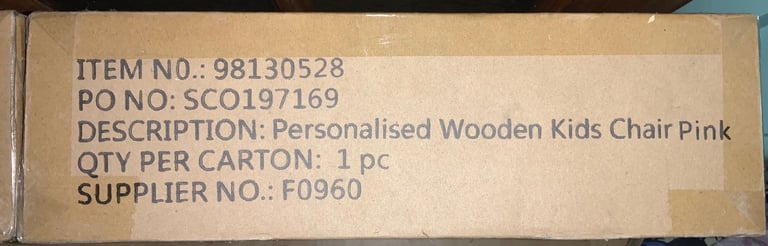 ITEM N0.: 98130528
PO NO: SCO197169
DESCRIPTION: Personalised Wooden Kids Chair Pink
QTY PER CARTON: 1 pc
SUPPLIER NO.: F0960